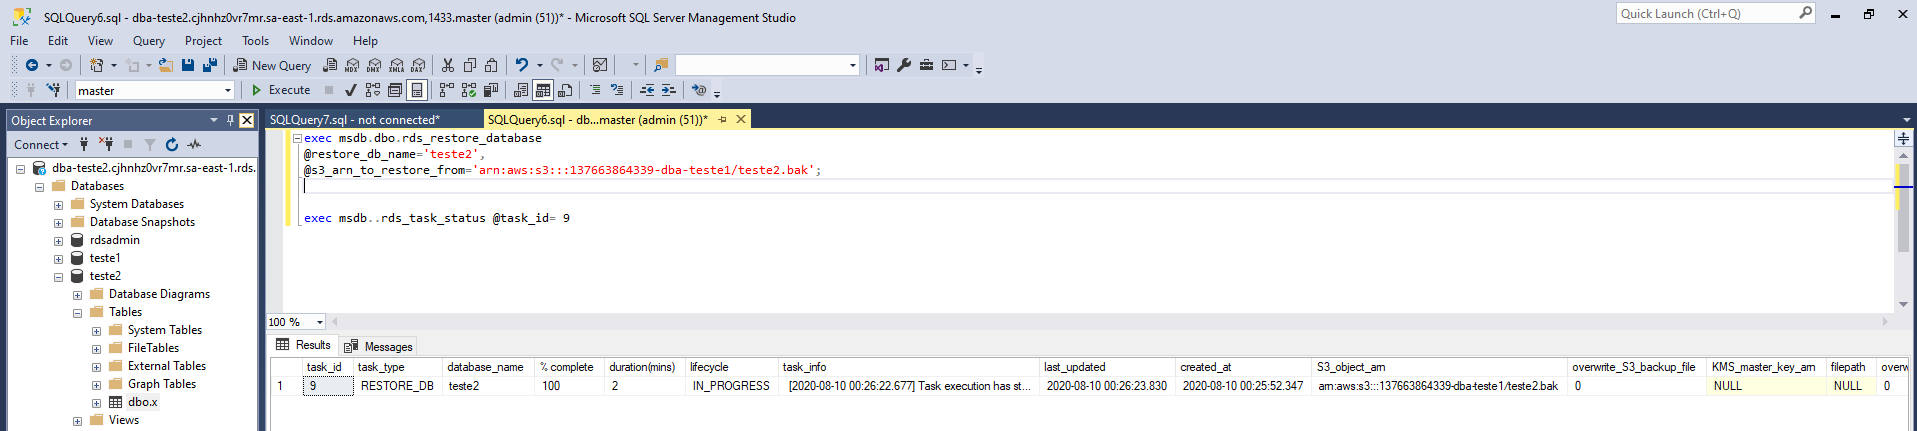 SQLQuery6.sql - dba-teste2.cjhnhz0vr7mr.sa-east-1.rds.amazonaws.com,1433.master (admin (51))* - Microsoft SQL Server Management Studio
Quick Launch (Ctrl+Q)
File Edit View Query Project Tools Window Help
New Query MDX DMX XMLA DAX
master Execute
Object Explorer
SQLQuery7.sql - not connected*
SQLQuery6.sql - db...master (admin (51))*
Connect
dba-teste2.cjhnhz0vr7mr.sa-east-1.rds.
Databases
System Databases
Database Snapshots
rdsadmin
teste1
teste2
Database Diagrams
Tables
System Tables
FileTables
External Tables
Graph Tables
dbo.x
Views
exec msdb.dbo.rds_restore_database
@restore_db_name='teste2',
@s3_arn_to_restore_from='arn:aws:s3:::137663864339-dba-teste1/teste2.bak';
exec msdb..rds_task_status @task_id= 9
100 %
Results Messages
task_id task_type database_name % complete duration(mins) lifecycle task_info last_updated created_at S3_object_arn overwrite_S3_backup_file KMS_master_key_arn filepath overw
1 9 RESTORE_DB teste2 100 2 IN_PROGRESS [2020-08-10 00:26:22.677] Task execution has st... 2020-08-10 00:26:23.830 2020-08-10 00:25:52.347 arn:aws:s3:::137663864339-dba-teste1/teste2.bak 0 NULL NULL 0